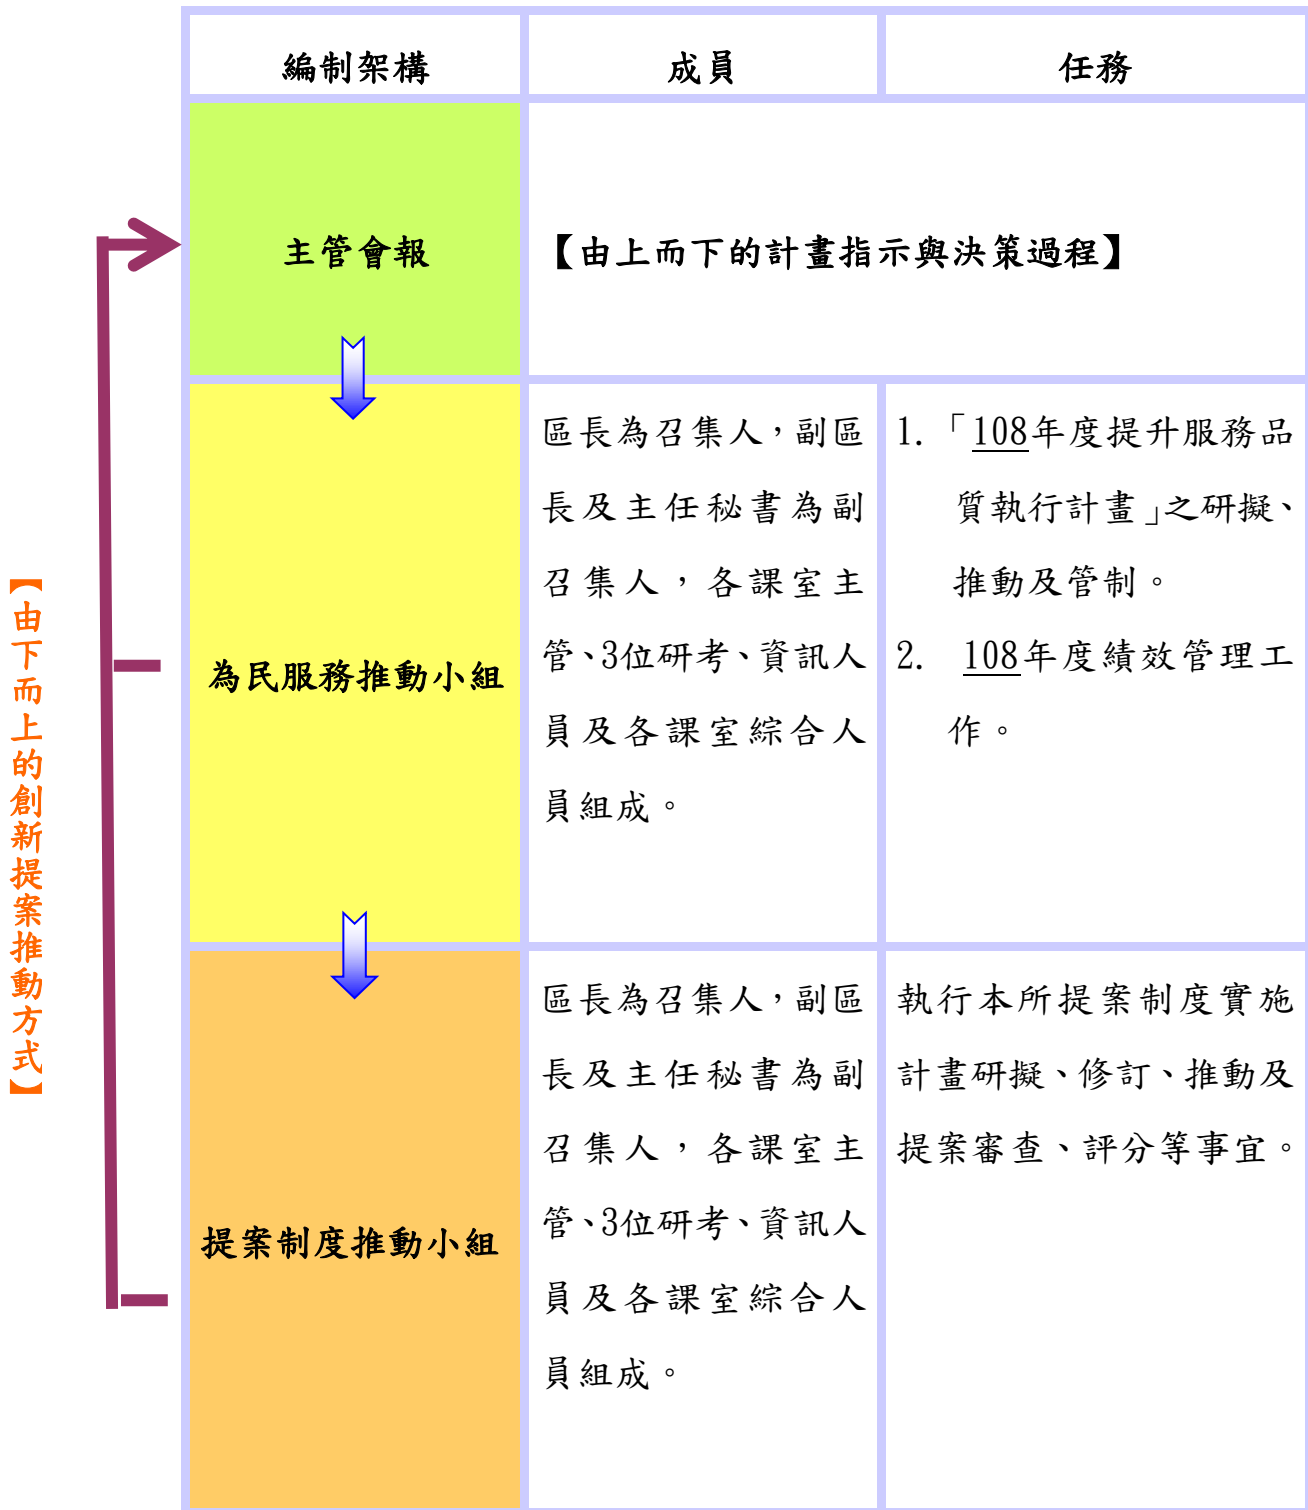 編制架構
成員
任務
主管會報
【由上而下的計畫指示與決策過程】
為民服務推動小組
區長為召集人，副區
長及主任秘書為副
召集人，各課室主
管、3位研考、資訊人
員及各課室綜合人
員組成。
1. 「108年度提升服務品
質執行計畫」之研擬、
推動及管制。
2. 108年度績效管理工
作。
提案制度推動小組
區長為召集人，副區
長及主任秘書為副
召集人，各課室主
管、3位研考、資訊人
員及各課室綜合人
員組成。
執行本所提案制度實施
計畫研擬、修訂、推動及
提案審查、評分等事宜。
【由下而上的創新提案推動方式】